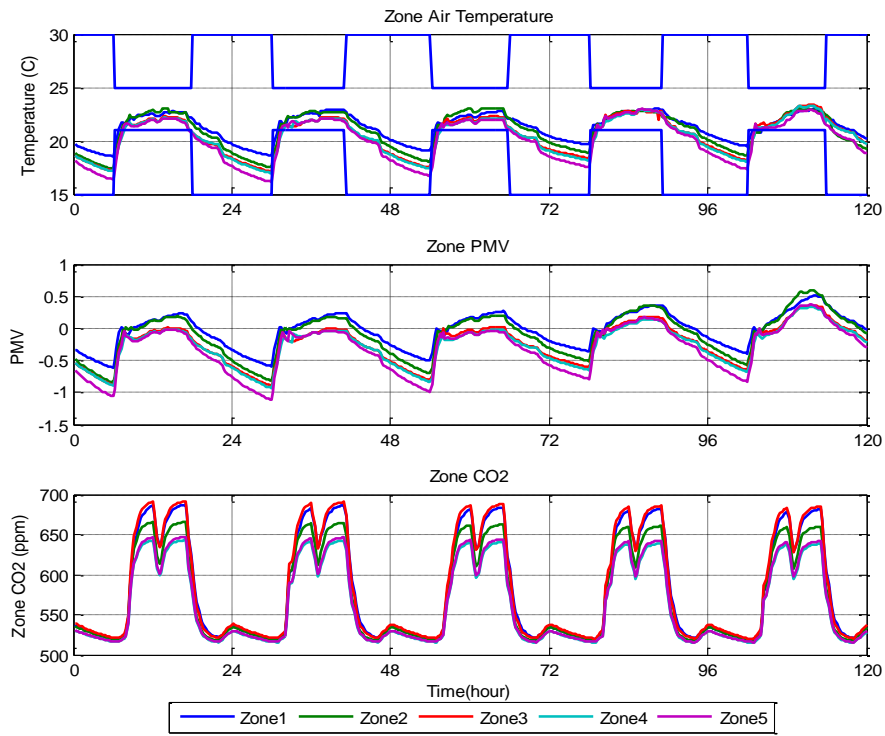 Zone Air Temperature
Temperature (C)
30
25
20
15
0 24 48 72 96 120
Zone PMV
PMV
1
0.5
0
-0.5
-1
-1.5
0 24 48 72 96 120
Zone CO2
Zone CO2 (ppm)
700
650
600
550
500
0 24 48 72 96 120
Time(hour)
Zone1 Zone2 Zone3 Zone4 Zone5